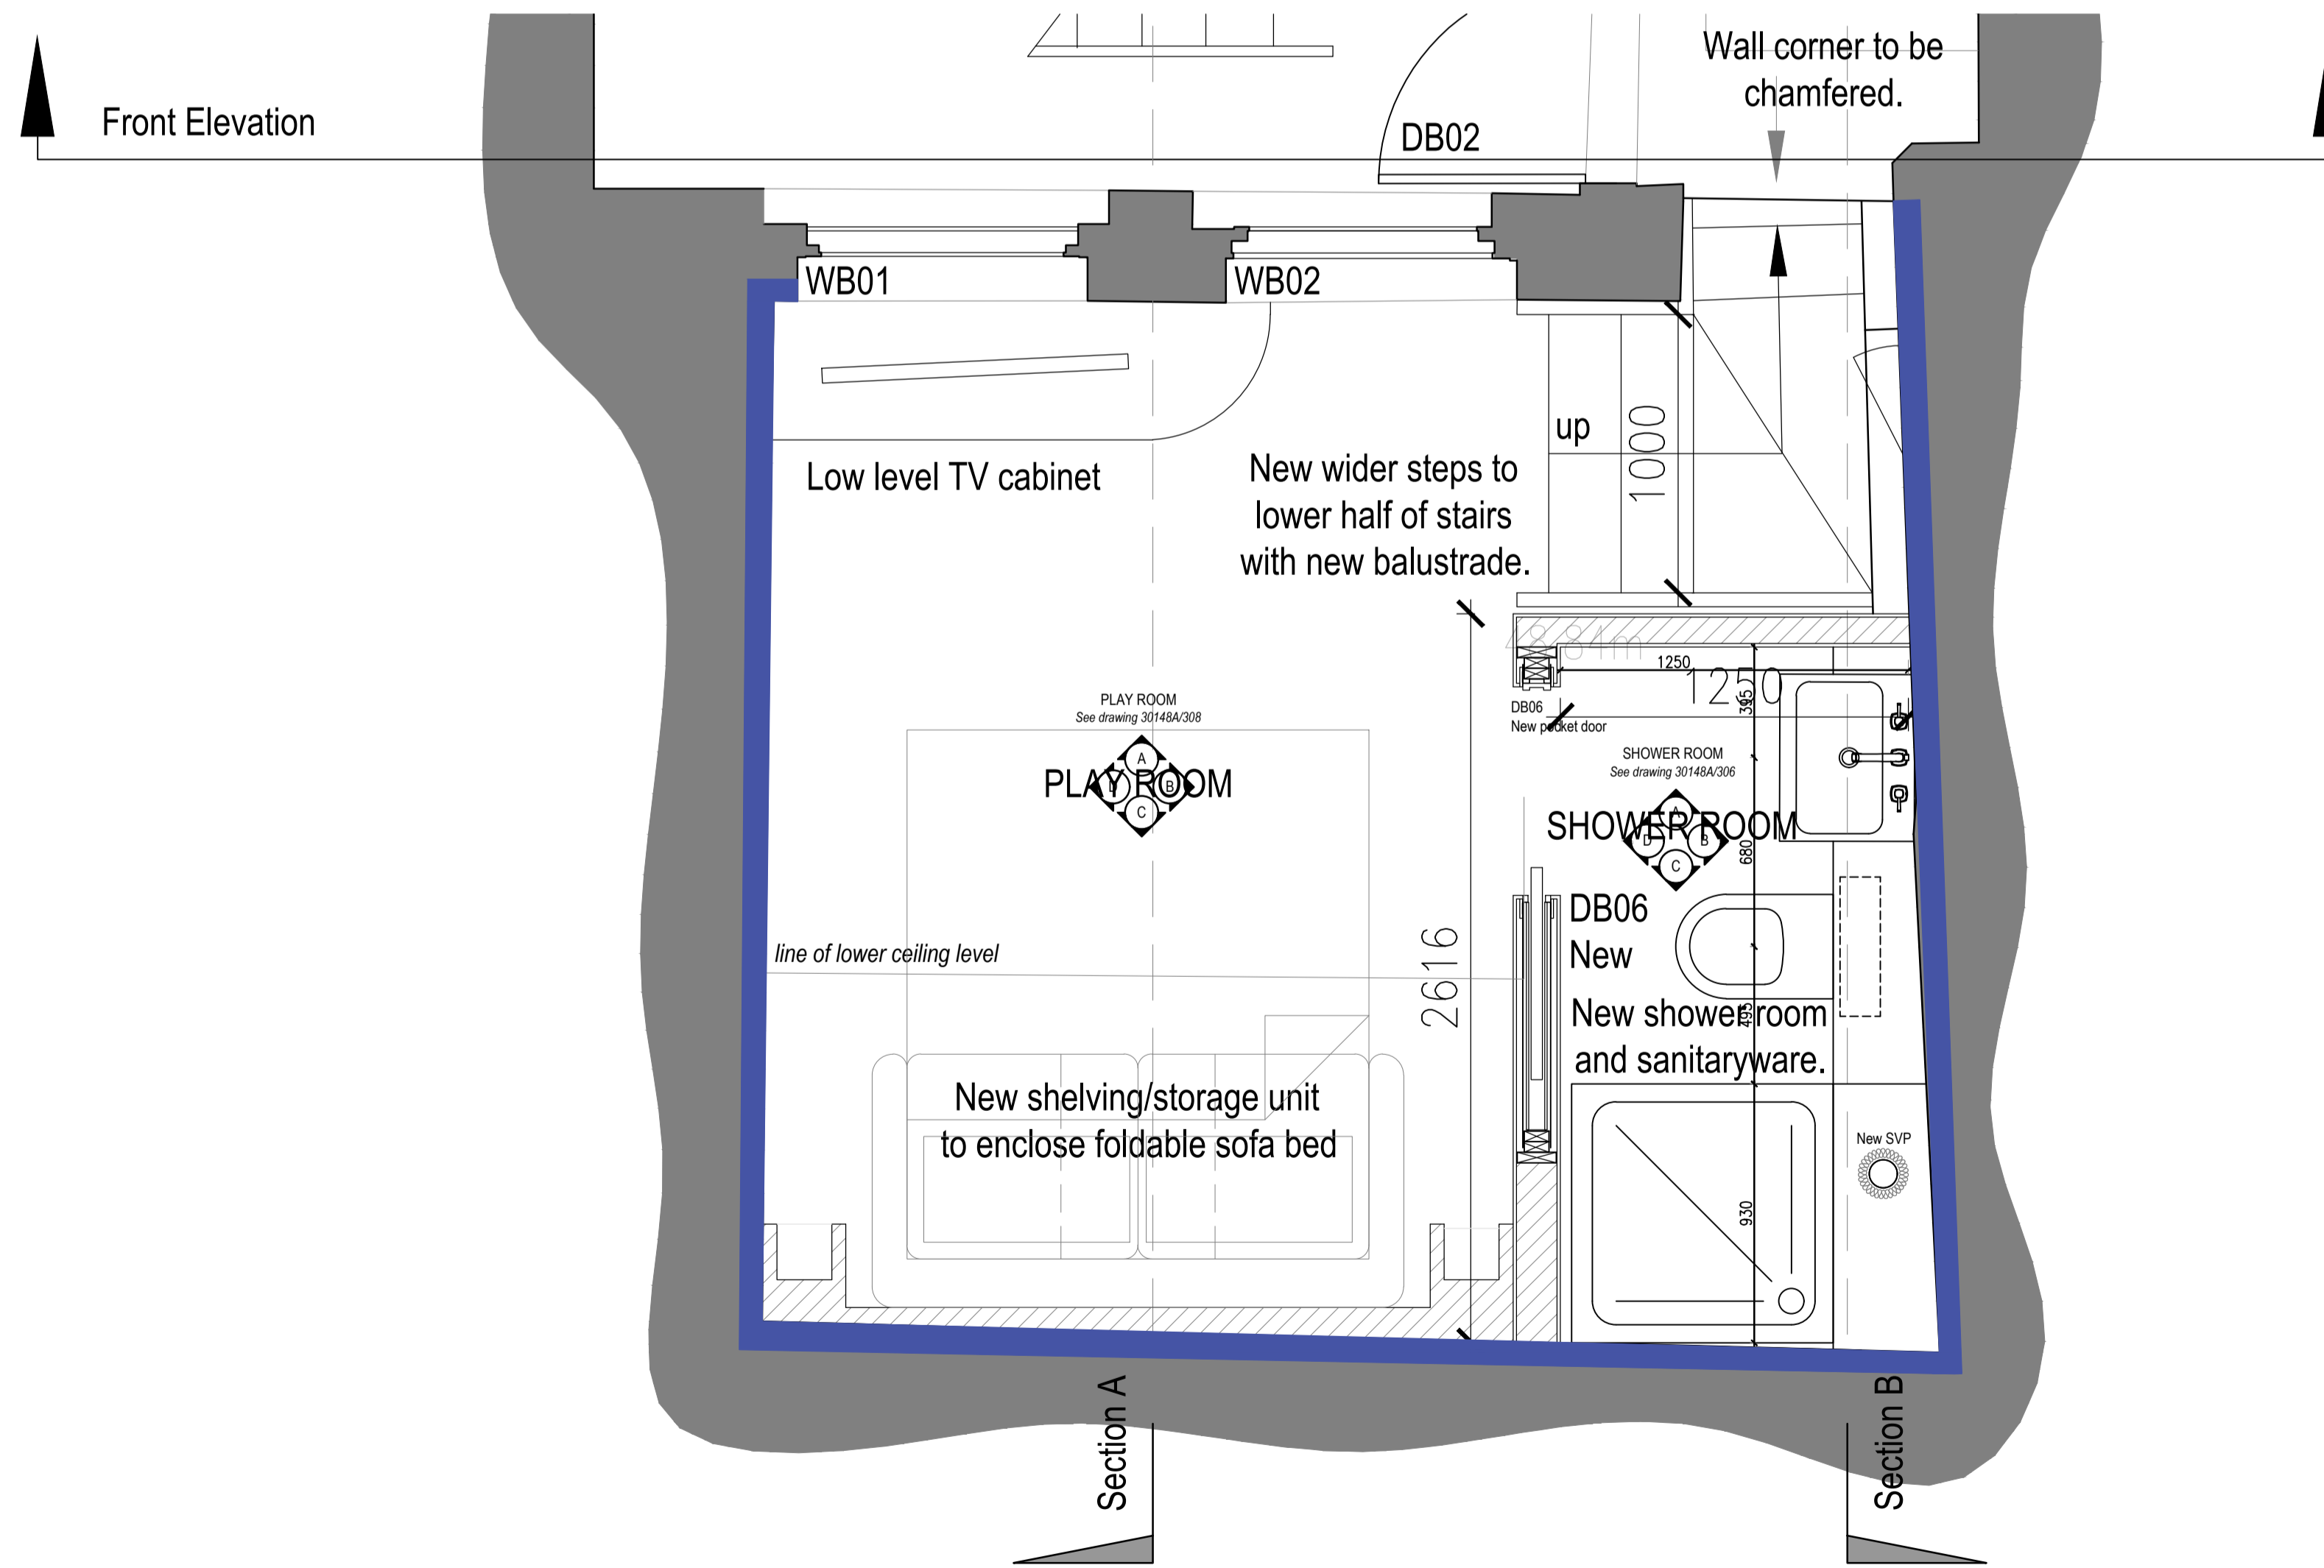 Wall corner to be
chamfered.
Front Elevation
DB02
WB01
WB02
up
1000
Low level TV cabinet
New wider steps to
lower half of stairs
with new balustrade.
48.84m
1250
1250
395
PLAY ROOM
See drawing 30148A/308
DB06
New pocket door
SHOWER ROOM
See drawing 30148A/306
A
PLAY ROOM
D
B
C
A
SHOWER ROOM
D
B
C
680
DB06
New
line of lower ceiling level
2616
New shower room
and sanitaryware.
495
New shelving/storage unit
to enclose foldable sofa bed
New SVP
930
Section A
Section B